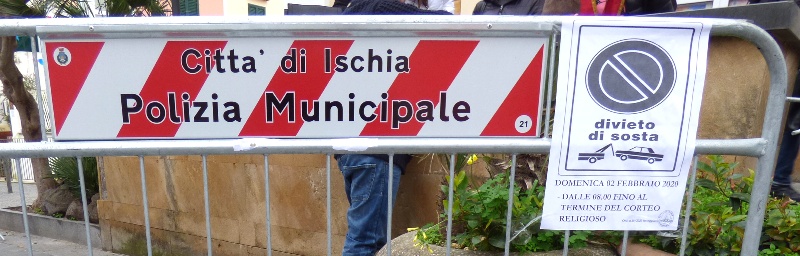 Citta' di Ischia
Polizia Municipale
21
divieto
di sosta
DOMENICA 02 FEBBRAIO 2020
- DALLE 08.00 FINO AL
TERMINE DEL CORTEO
RELIGIOSO